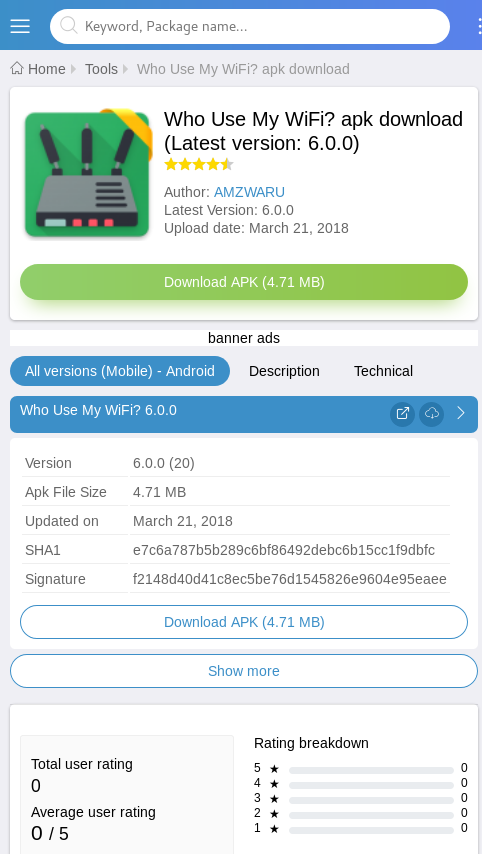 Keyword, Package name...
Home Tools Who Use My WiFi? apk download
Who Use My WiFi? apk download
(Latest version: 6.0.0)
Author: AMZWARU
Latest Version: 6.0.0
Upload date: March 21, 2018
Download APK (4.71 MB)
banner ads
All versions (Mobile) - Android Description Technical
Who Use My WiFi? 6.0.0
Version 6.0.0 (20)
Apk File Size 4.71 MB
Updated on March 21, 2018
SHA1 e7c6a787b5b289c6bf86492debc6b15cc1f9dbfc
Signature f2148d40d41c8ec5be76d1545826e9604e95eaee
Download APK (4.71 MB)
Show more
Total user rating
0
Average user rating
0 / 5
Rating breakdown
5 ★ 0
4 ★ 0
3 ★ 0
2 ★ 0
1 ★ 0